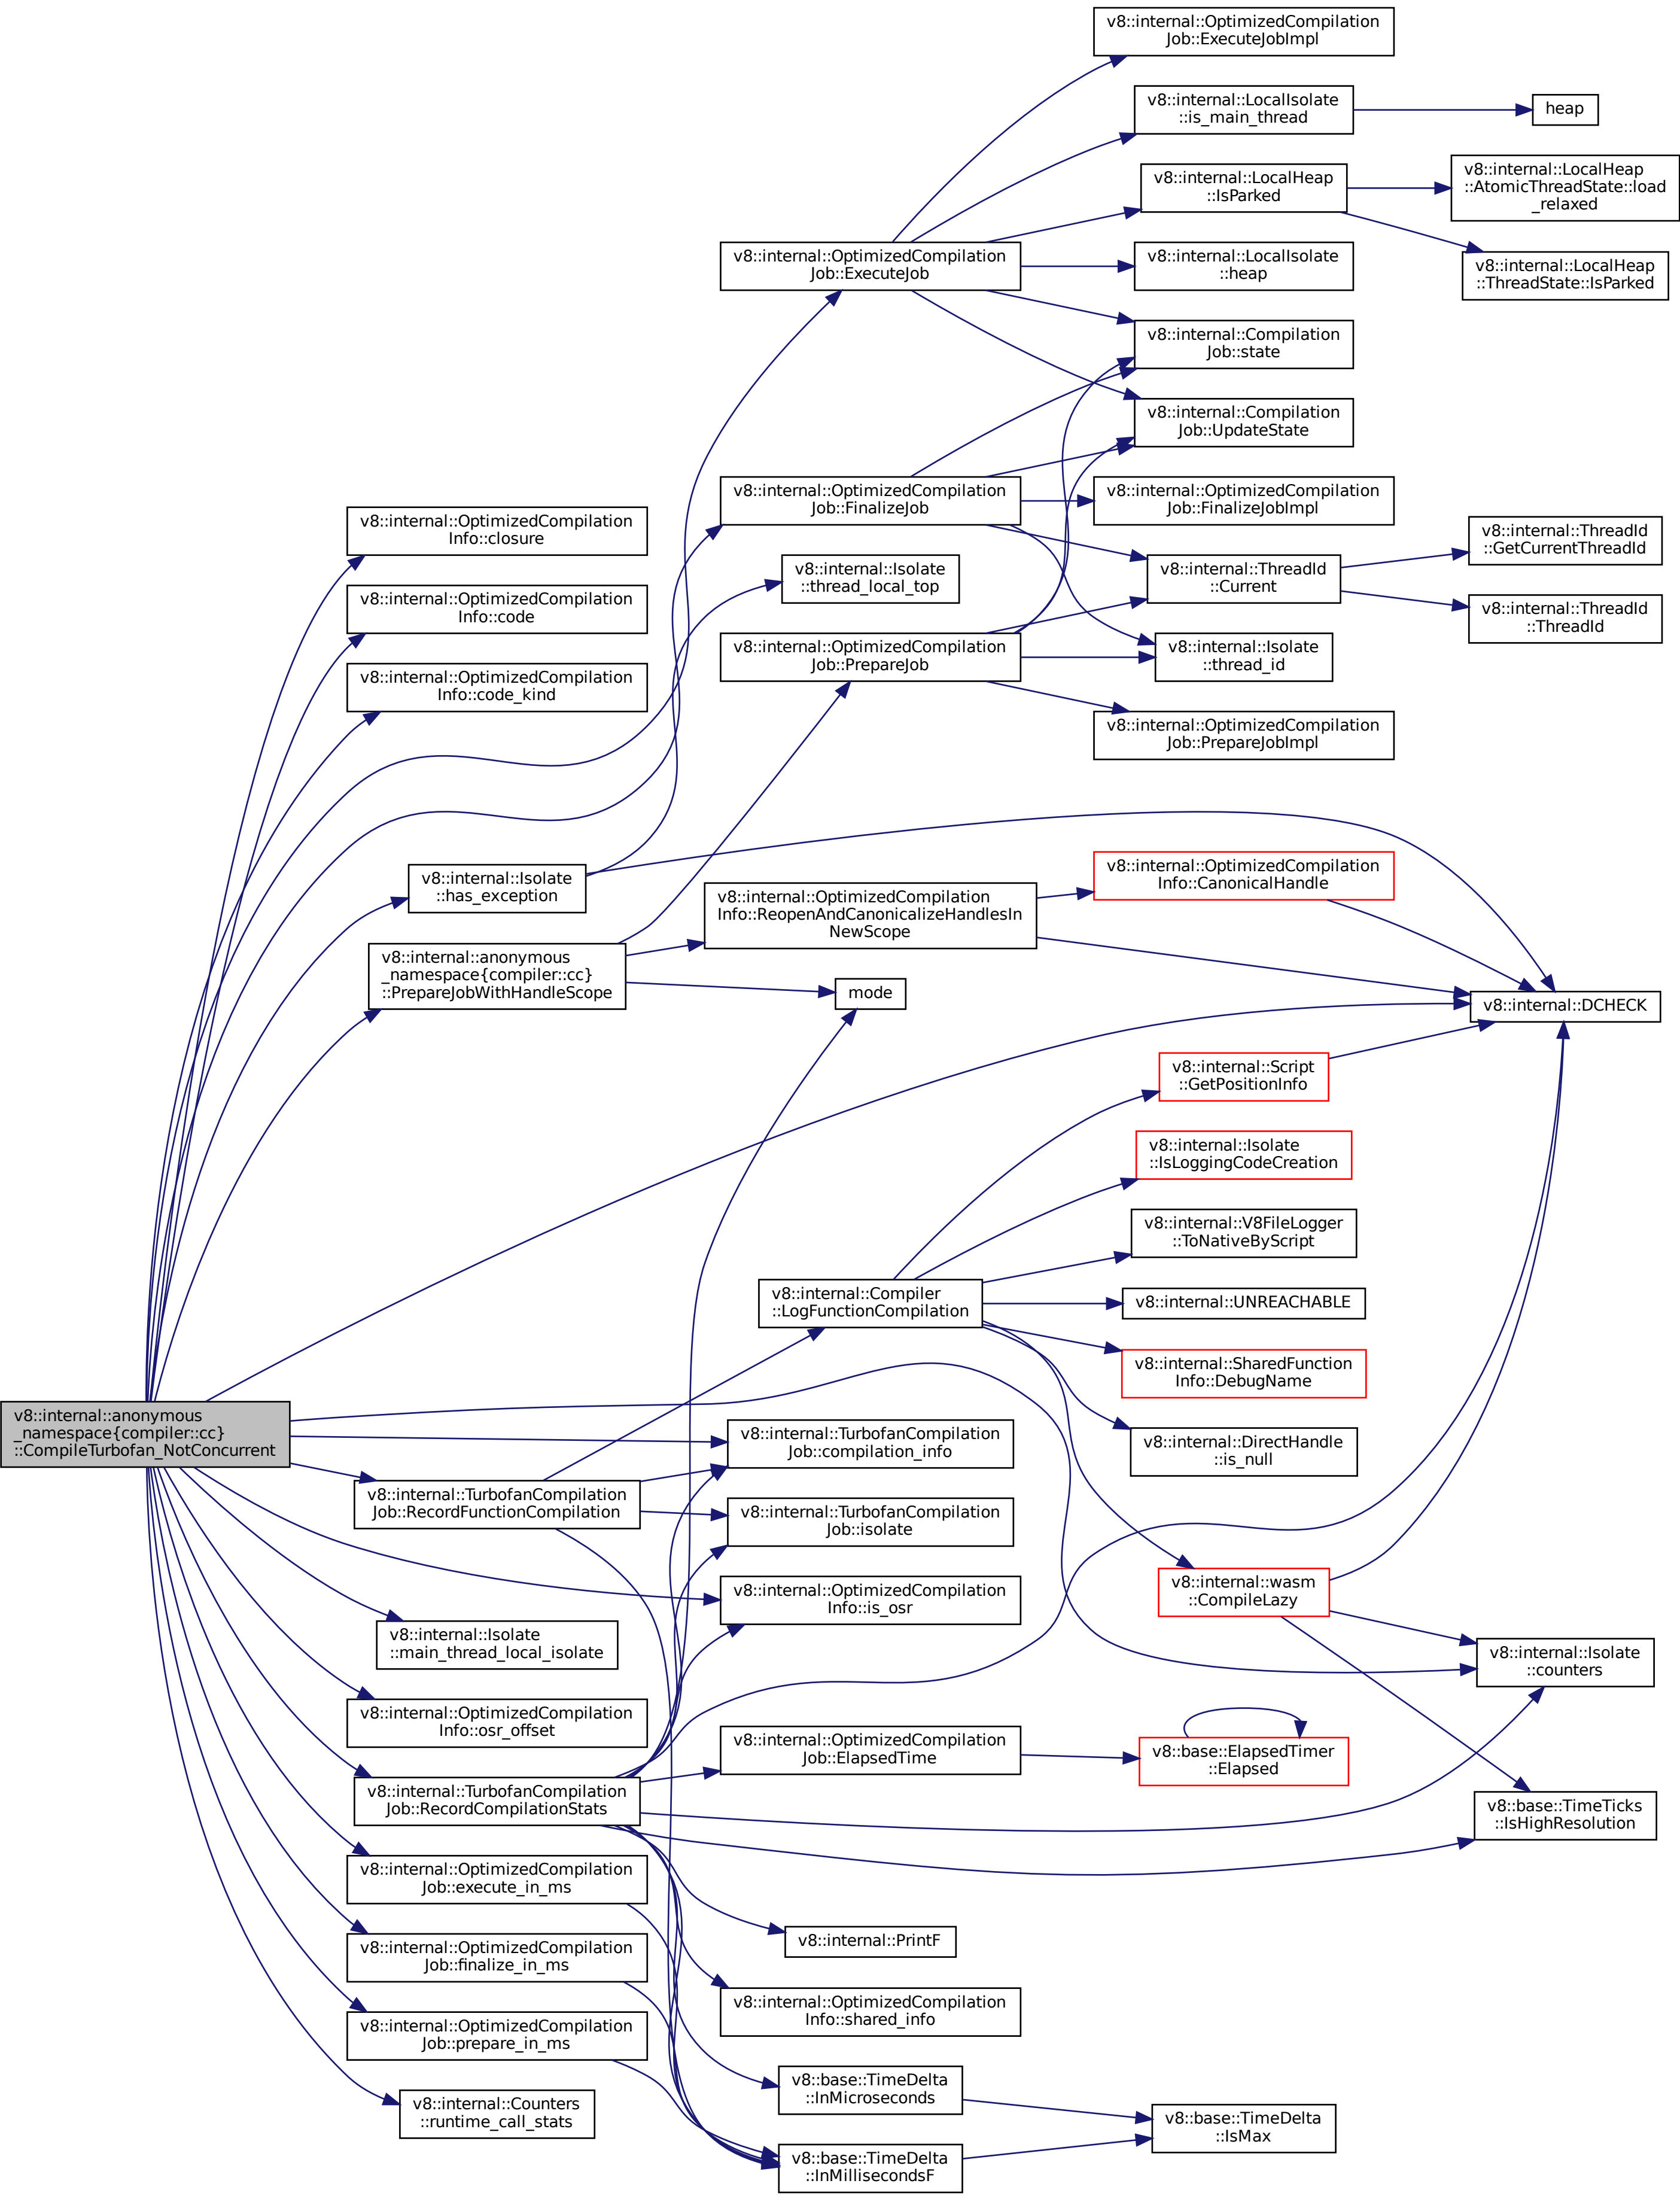 v8::internal::OptimizedCompilation
Job::ExecuteJobImpl
v8::internal::LocalIsolate
::is_main_thread
heap
v8::internal::LocalHeap
::IsParked
v8::internal::LocalHeap
::AtomicThreadState::load
_relaxed
v8::internal::OptimizedCompilation
Job::ExecuteJob
v8::internal::LocalIsolate
::heap
v8::internal::LocalHeap
::ThreadState::IsParked
v8::internal::Compilation
Job::state
v8::internal::Compilation
Job::UpdateState
v8::internal::OptimizedCompilation
Job::FinalizeJob
v8::internal::OptimizedCompilation
Job::FinalizeJobImpl
v8::internal::OptimizedCompilation
Info::closure
v8::internal::ThreadId
::GetCurrentThreadId
v8::internal::Isolate
::thread_local_top
v8::internal::ThreadId
::Current
v8::internal::OptimizedCompilation
Info::code
v8::internal::ThreadId
::ThreadId
v8::internal::OptimizedCompilation
Job::PrepareJob
v8::internal::Isolate
::thread_id
v8::internal::OptimizedCompilation
Info::code_kind
v8::internal::OptimizedCompilation
Job::PrepareJobImpl
v8::internal::Isolate
::has_exception
v8::internal::OptimizedCompilation
Info::CanonicalHandle
v8::internal::OptimizedCompilation
Info::ReopenAndCanonicalizeHandlesIn
NewScope
v8::internal::anonymous
_namespace{compiler::cc}
::PrepareJobWithHandleScope
mode
v8::internal::DCHECK
v8::internal::Script
::GetPositionInfo
v8::internal::Isolate
::IsLoggingCodeCreation
v8::internal::V8FileLogger
::ToNativeByScript
v8::internal::Compiler
::LogFunctionCompilation
v8::internal::UNREACHABLE
v8::internal::SharedFunction
Info::DebugName
v8::internal::anonymous
_namespace{compiler::cc}
::CompileTurbofan_NotConcurrent
v8::internal::TurbofanCompilation
Job::compilation_info
v8::internal::DirectHandle
::is_null
v8::internal::TurbofanCompilation
Job::RecordFunctionCompilation
v8::internal::TurbofanCompilation
Job::isolate
v8::internal::OptimizedCompilation
Info::is_osr
v8::internal::wasm
::CompileLazy
v8::internal::Isolate
::main_thread_local_isolate
v8::internal::Isolate
::counters
v8::internal::OptimizedCompilation
Info::osr_offset
v8::internal::OptimizedCompilation
Job::ElapsedTime
v8::base::ElapsedTimer
::Elapsed
v8::internal::TurbofanCompilation
Job::RecordCompilationStats
v8::base::TimeTicks
::IsHighResolution
v8::internal::OptimizedCompilation
Job::execute_in_ms
v8::internal::PrintF
v8::internal::OptimizedCompilation
Job::finalize_in_ms
v8::internal::OptimizedCompilation
Info::shared_info
v8::internal::OptimizedCompilation
Job::prepare_in_ms
v8::base::TimeDelta
::InMicroseconds
v8::internal::Counters
::runtime_call_stats
v8::base::TimeDelta
::IsMax
v8::base::TimeDelta
::InMillisecondsF